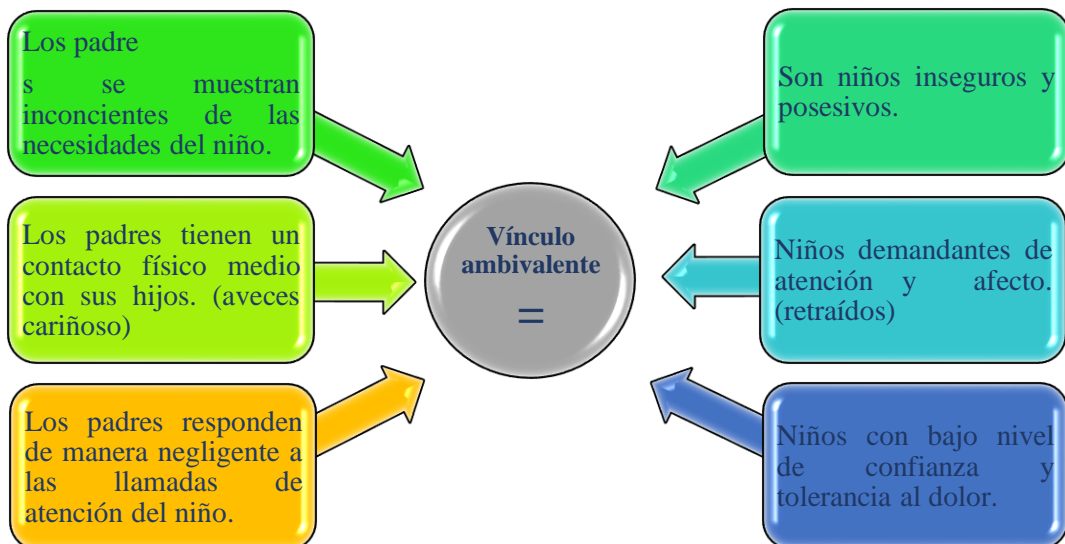 Los padre
s se muestran
inconcientes de las
necesidades del niño.
Los padres tienen un
contacto físico medio
con sus hijos. (aveces
cariñoso)
Los padres responden
de manera negligente a
las llamadas de
atención del niño.
Vínculo
ambivalente
=
Son niños inseguros y
posesivos.
Niños demandantes de
atención y afecto.
(retraídos)
Niños con bajo nivel
de confianza y
tolerancia al dolor.